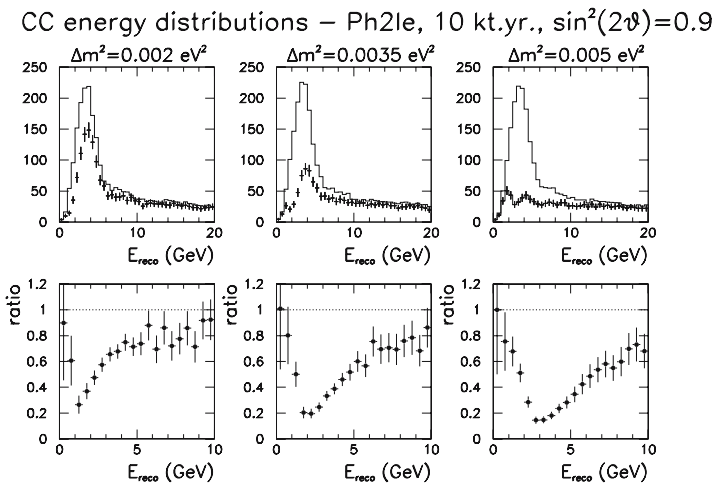 CC energy distributions – Ph2le, 10 kt.yr., sin²(2ϑ)=0.9
Δm²=0.002 eV² Δm²=0.0035 eV² Δm²=0.005 eV²
250 250 250
200 200 200
150 150 150
100 100 100
50 50 50
0 0 0
0 10 20 0 10 20 0 10 20
E_reco (GeV) E_reco (GeV) E_reco (GeV)
ratio ratio ratio
1.2 1.2 1.2
1 1 1
0.8 0.8 0.8
0.6 0.6 0.6
0.4 0.4 0.4
0.2 0.2 0.2
0 0 0
0 5 10 0 5 10 0 5 10
E_reco (GeV) E_reco (GeV) E_reco (GeV)